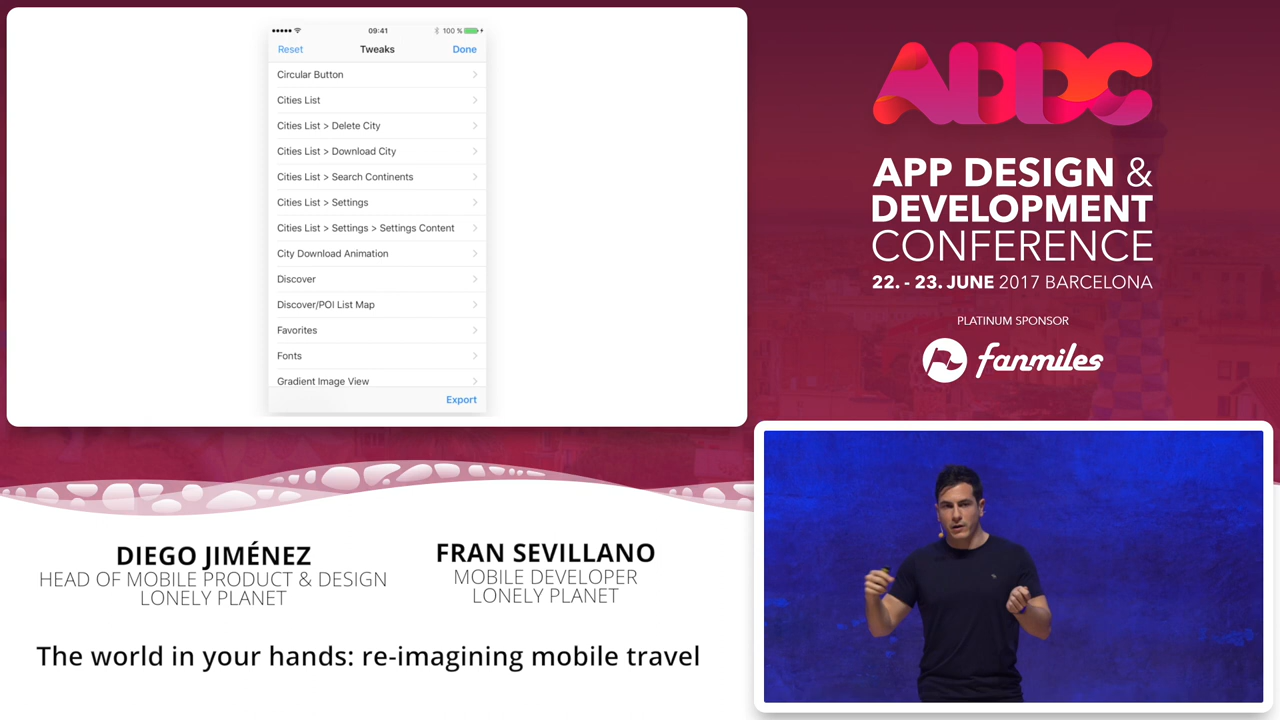 09:41
100 %
Reset
Tweaks
Done
Circular Button
Cities List
Cities List > Delete City
Cities List > Download City
Cities List > Search Continents
Cities List > Settings
Cities List > Settings > Settings Content
City Download Animation
Discover
Discover/POI List Map
Favorites
Fonts
Gradient Image View
Export
ADDC
APP DESIGN &
DEVELOPMENT
CONFERENCE
22. - 23. JUNE 2017 BARCELONA
PLATINUM SPONSOR
fanmiles
DIEGO JIMÉNEZ
HEAD OF MOBILE PRODUCT & DESIGN
LONELY PLANET
FRAN SEVILLANO
MOBILE DEVELOPER
LONELY PLANET
The world in your hands: re-imagining mobile travel